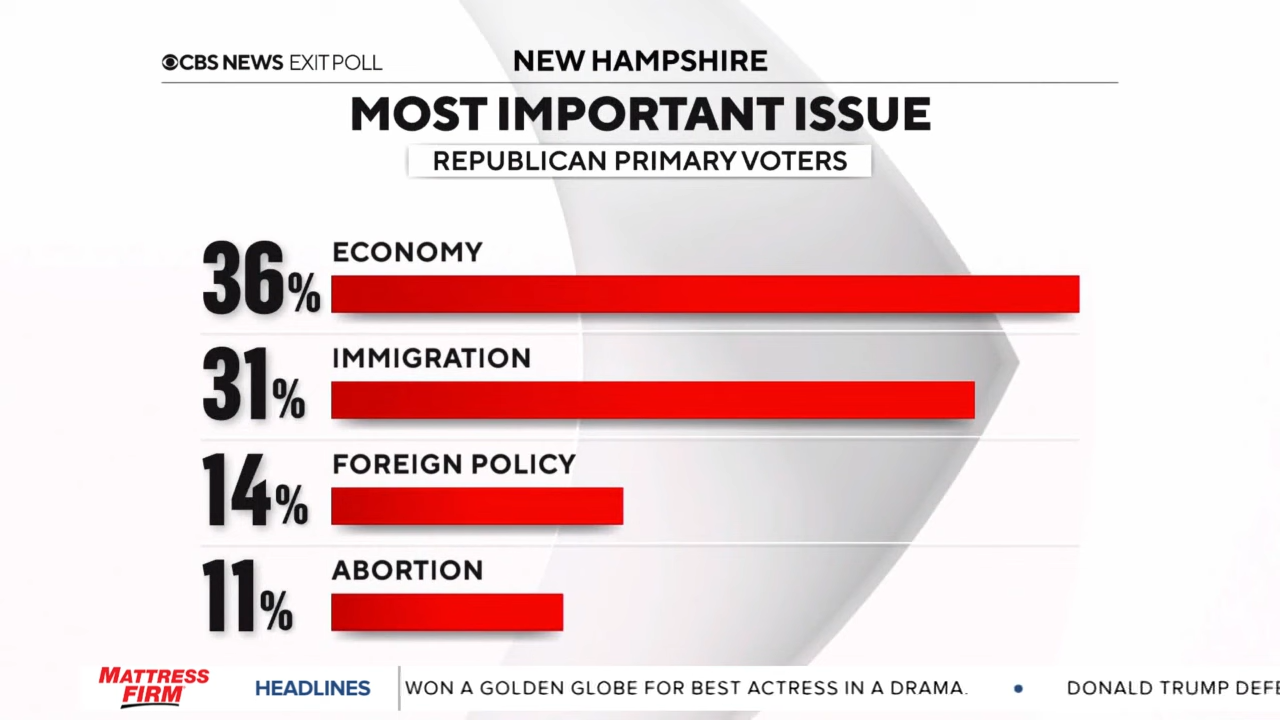 CBS NEWS EXIT POLL
NEW HAMPSHIRE
MOST IMPORTANT ISSUE
REPUBLICAN PRIMARY VOTERS
36% ECONOMY
31% IMMIGRATION
14% FOREIGN POLICY
11% ABORTION
MATTRESS
FIRM
HEADLINES
WON A GOLDEN GLOBE FOR BEST ACTRESS IN A DRAMA. • DONALD TRUMP DEFE